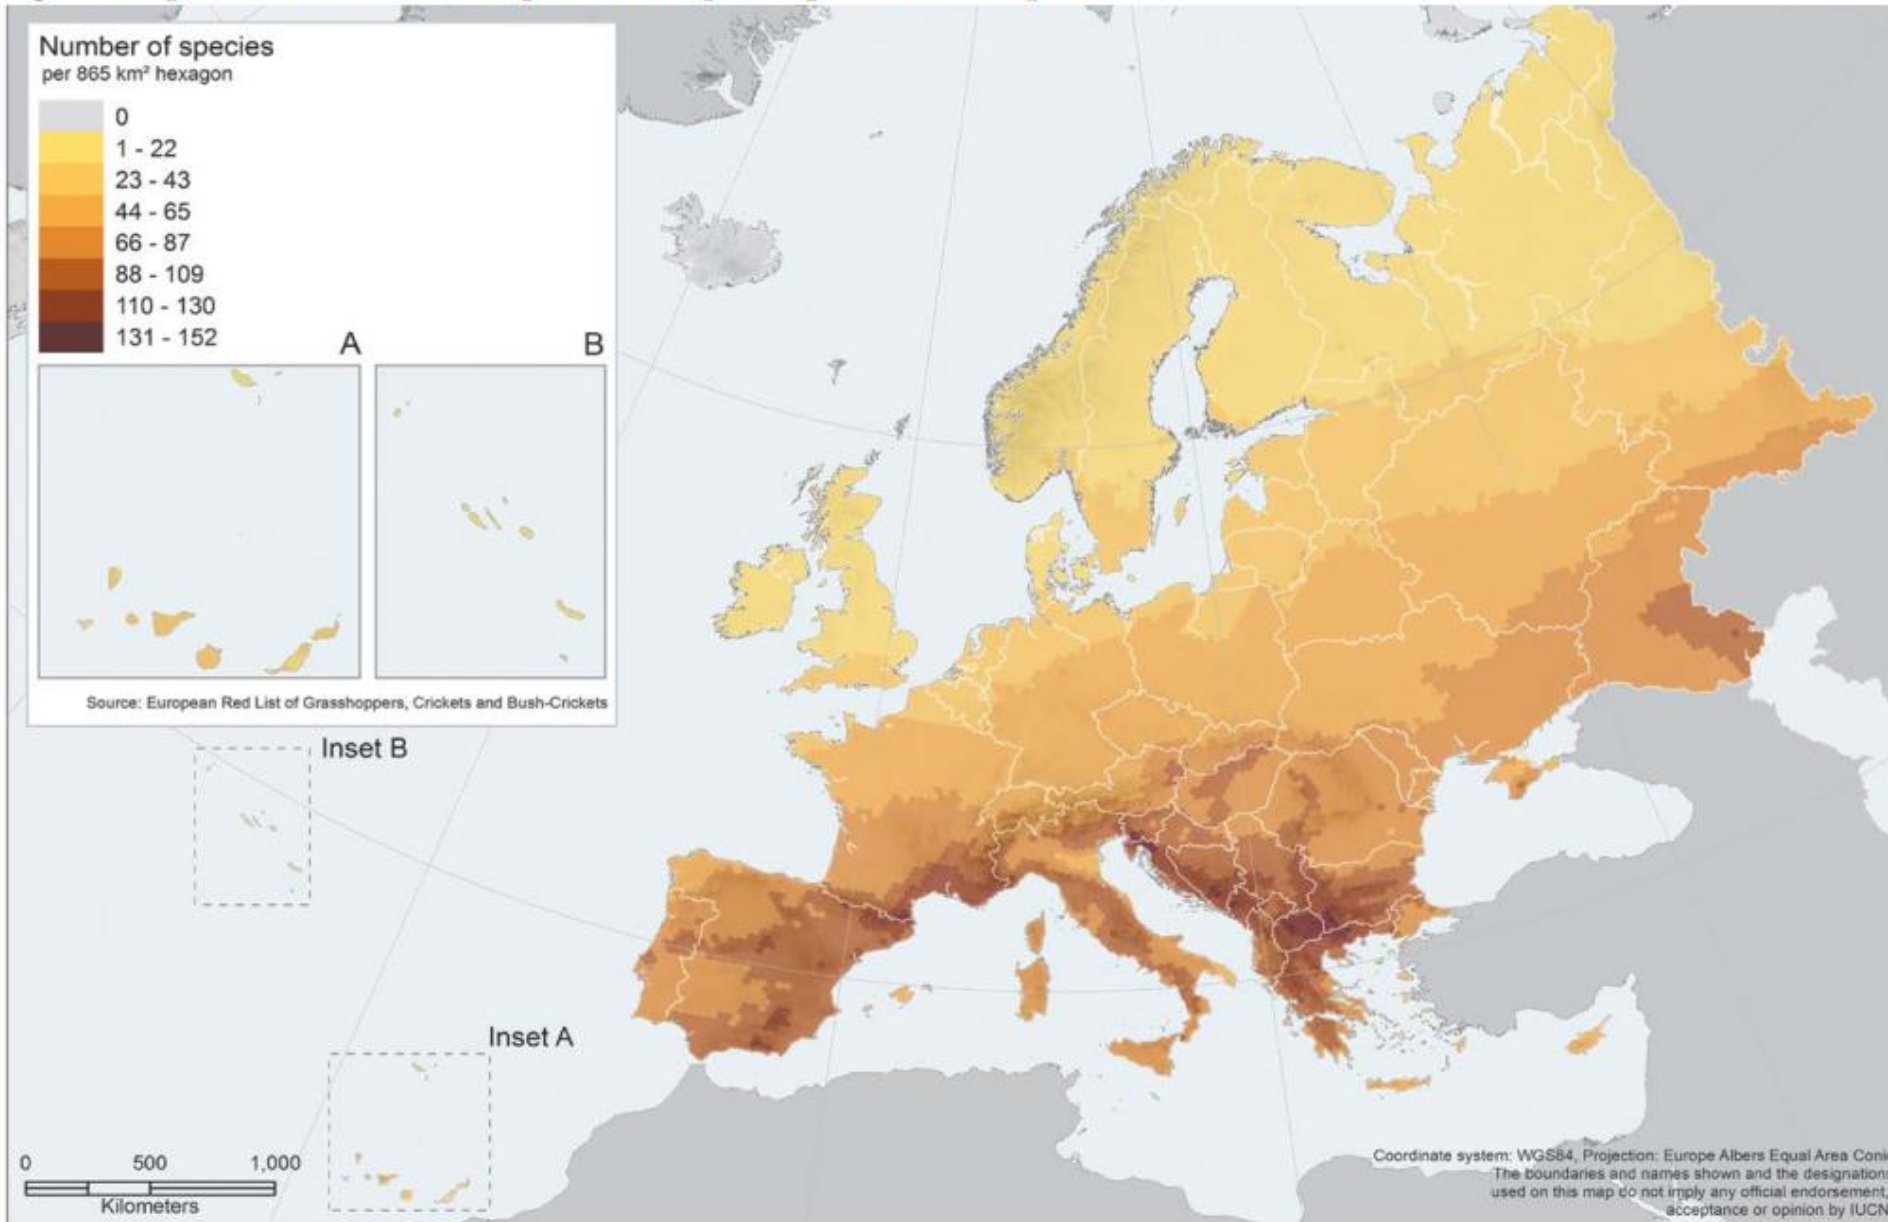 Number of species
per 865 km² hexagon
0
1 - 22
23 - 43
44 - 65
66 - 87
88 - 109
110 - 130
131 - 152
A
B
Source: European Red List of Grasshoppers, Crickets and Bush-Crickets
Inset B
Inset A
0 500 1,000
Kilometers
Coordinate system: WGS84, Projection: Europe Albers Equal Area Coni
The boundaries and names shown and the designation
used on this map do not imply any official endorsement,
acceptance or opinion by IUCN